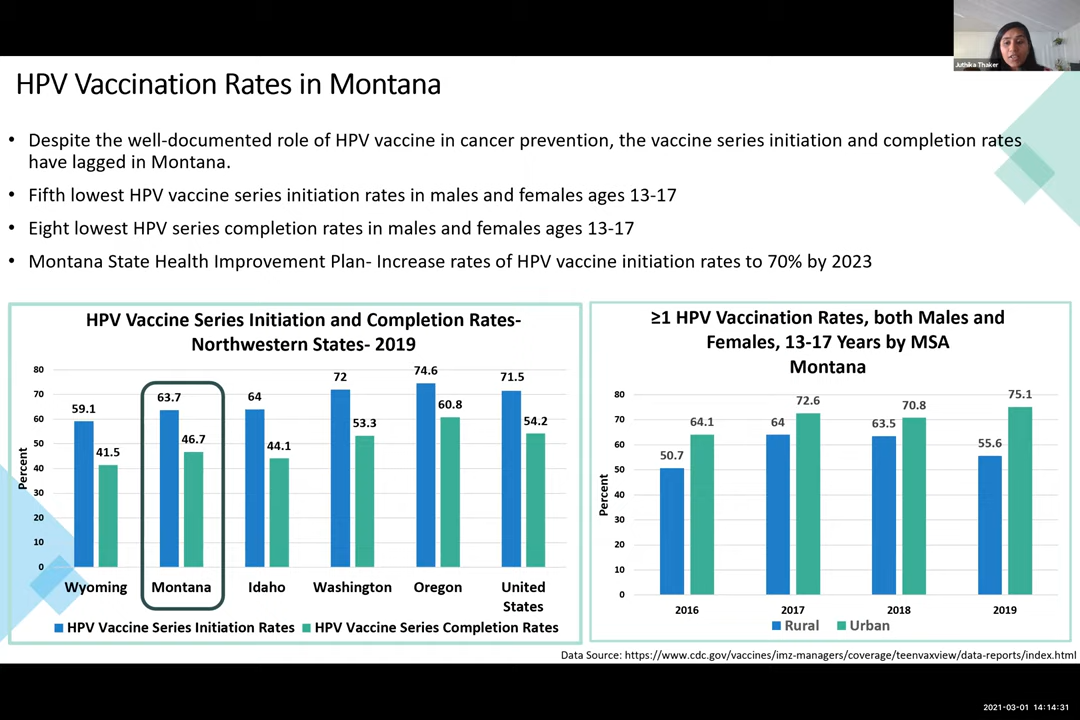 Juthika Thaker
HPV Vaccination Rates in Montana
• Despite the well-documented role of HPV vaccine in cancer prevention, the vaccine series initiation and completion rates
have lagged in Montana.
• Fifth lowest HPV vaccine series initiation rates in males and females ages 13-17
• Eight lowest HPV series completion rates in males and females ages 13-17
• Montana State Health Improvement Plan- Increase rates of HPV vaccine initiation rates to 70% by 2023
HPV Vaccine Series Initiation and Completion Rates-
Northwestern States- 2019
Percent
80
70
60
50
40
30
20
10
0
59.1
41.5
63.7
46.7
64
44.1
72
53.3
74.6
60.8
71.5
54.2
Wyoming Montana Idaho Washington Oregon United
States
HPV Vaccine Series Initiation Rates HPV Vaccine Series Completion Rates
≥1 HPV Vaccination Rates, both Males and
Females, 13-17 Years by MSA
Montana
Percent
80
70
60
50
40
30
20
10
0
50.7
64.1
64
72.6
63.5
70.8
55.6
75.1
2016 2017 2018 2019
Rural Urban
Data Source: https://www.cdc.gov/vaccines/imz-managers/coverage/teenvaxview/data-reports/index.html
2021-03-01 14:14:31